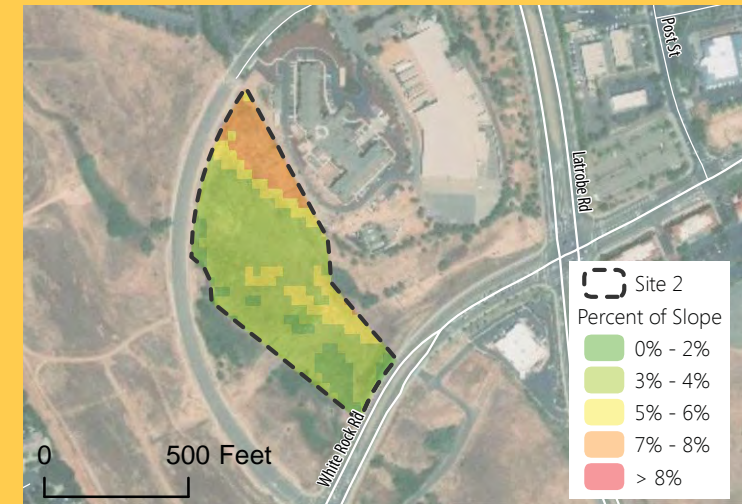 Post St
Latrobe Rd
White Rock Rd
0 500 Feet
Site 2
Percent of Slope
0% - 2%
3% - 4%
5% - 6%
7% - 8%
> 8%